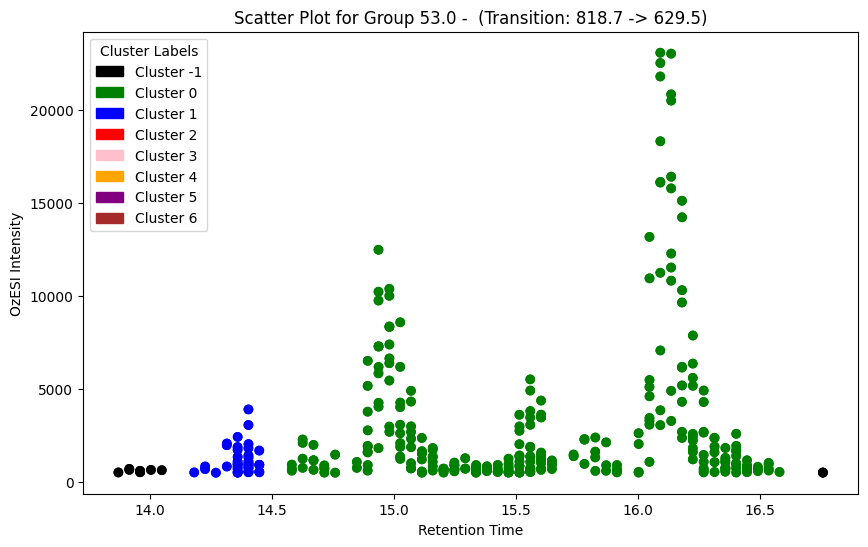 Scatter Plot for Group 53.0 -  (Transition: 818.7 -> 629.5)
Cluster Labels
Cluster -1
Cluster 0
Cluster 1
Cluster 2
Cluster 3
Cluster 4
Cluster 5
Cluster 6
OzESI Intensity
20000
15000
10000
5000
0
14.0 14.5 15.0 15.5 16.0 16.5
Retention Time